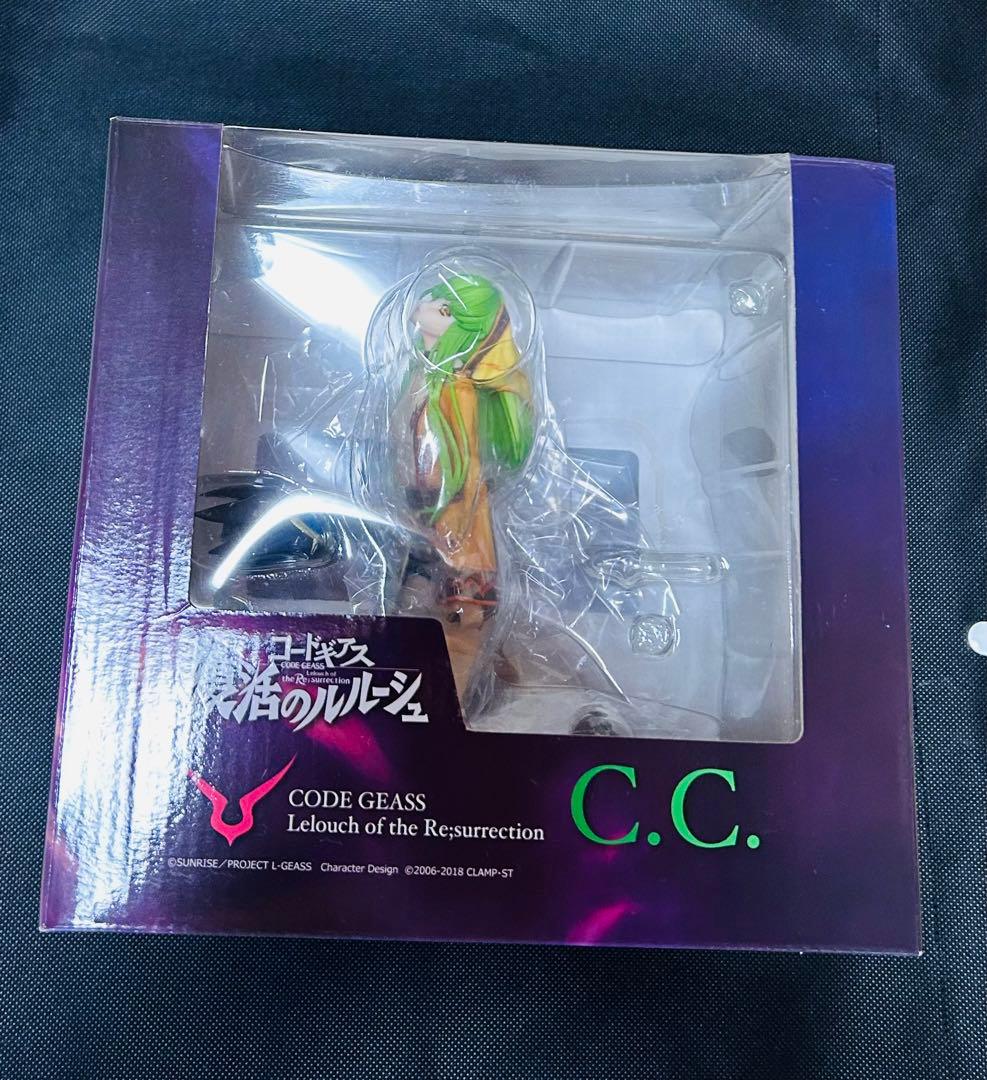 コードギアス
CODE GEASS
Lelouch of
the Re;surrection
復活のルルーシュ
CODE GEASS
Lelouch of the Re;surrection
C.C.
©SUNRISE／PROJECT L-GEASS Character Design ©2006-2018 CLAMP・ST